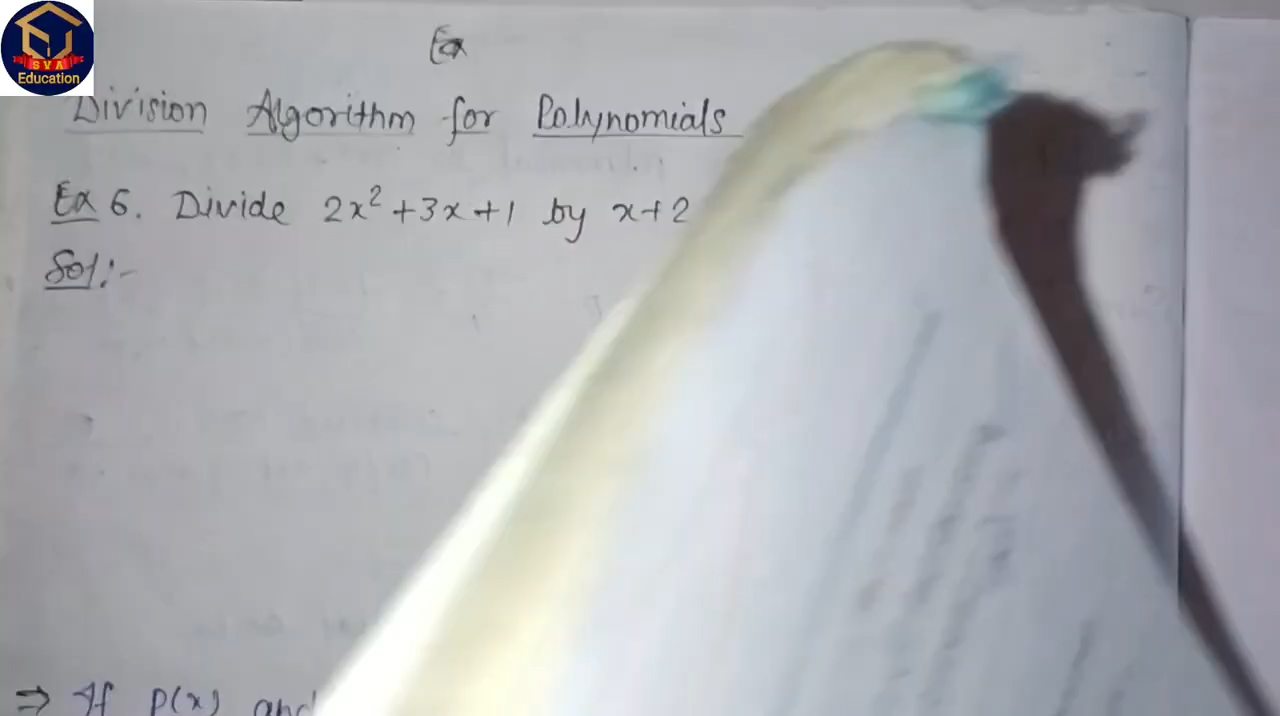 SVA
Education
Ex
Division Algorithm for Polynomials
Ex 6. Divide 2x² + 3x + 1 by x + 2
Sol:-
⇒ If P(x) and